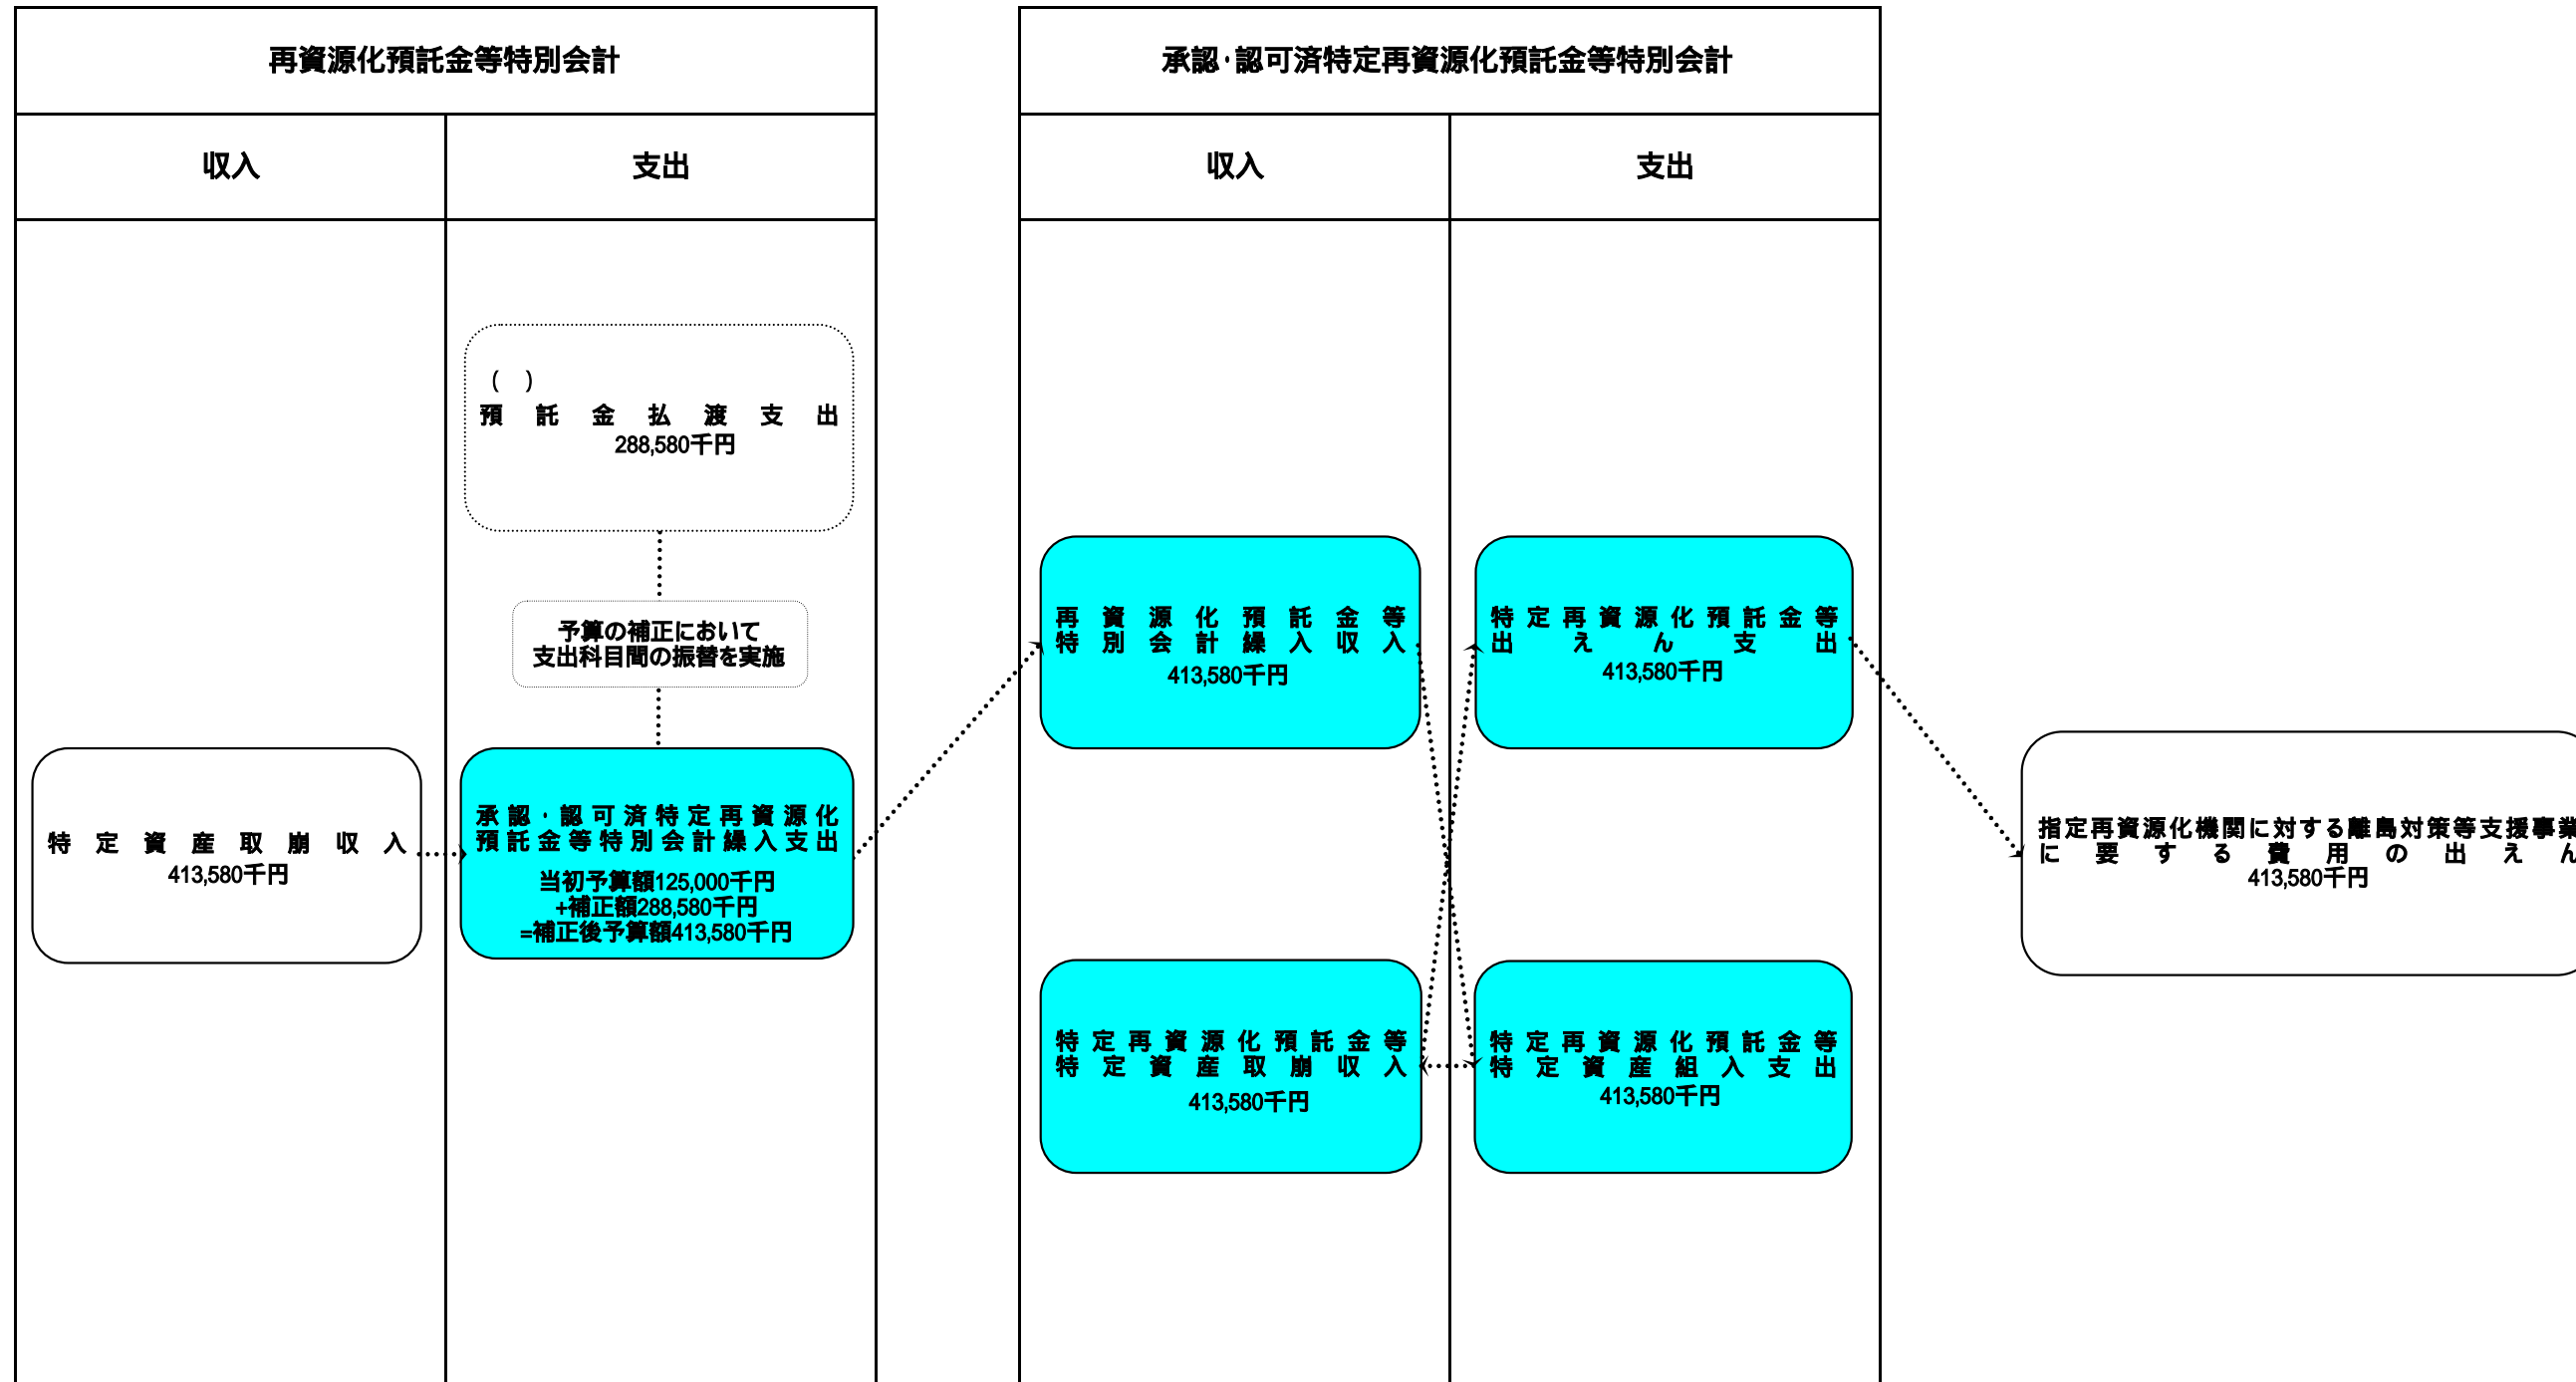 再資源化預託金等特別会計
収入
支出
( )
預託金払渡支出
288,580千円
予算の補正において
支出科目間の振替を実施
特定資産取崩収入
413,580千円
承認・認可済特定再資源化
預託金等特別会計繰入支出
当初予算額125,000千円
+補正額288,580千円
=補正後予算額413,580千円
承認・認可済特定再資源化預託金等特別会計
収入
支出
再資源化預託金等
特別会計繰入収入
413,580千円
特定再資源化預託金等
出えん支出
413,580千円
特定再資源化預託金等
特定資産取崩収入
413,580千円
特定再資源化預託金等
特定資産組入支出
413,580千円
指定再資源化機関に対する離島対策等支援事業
に要する費用の出えん
413,580千円